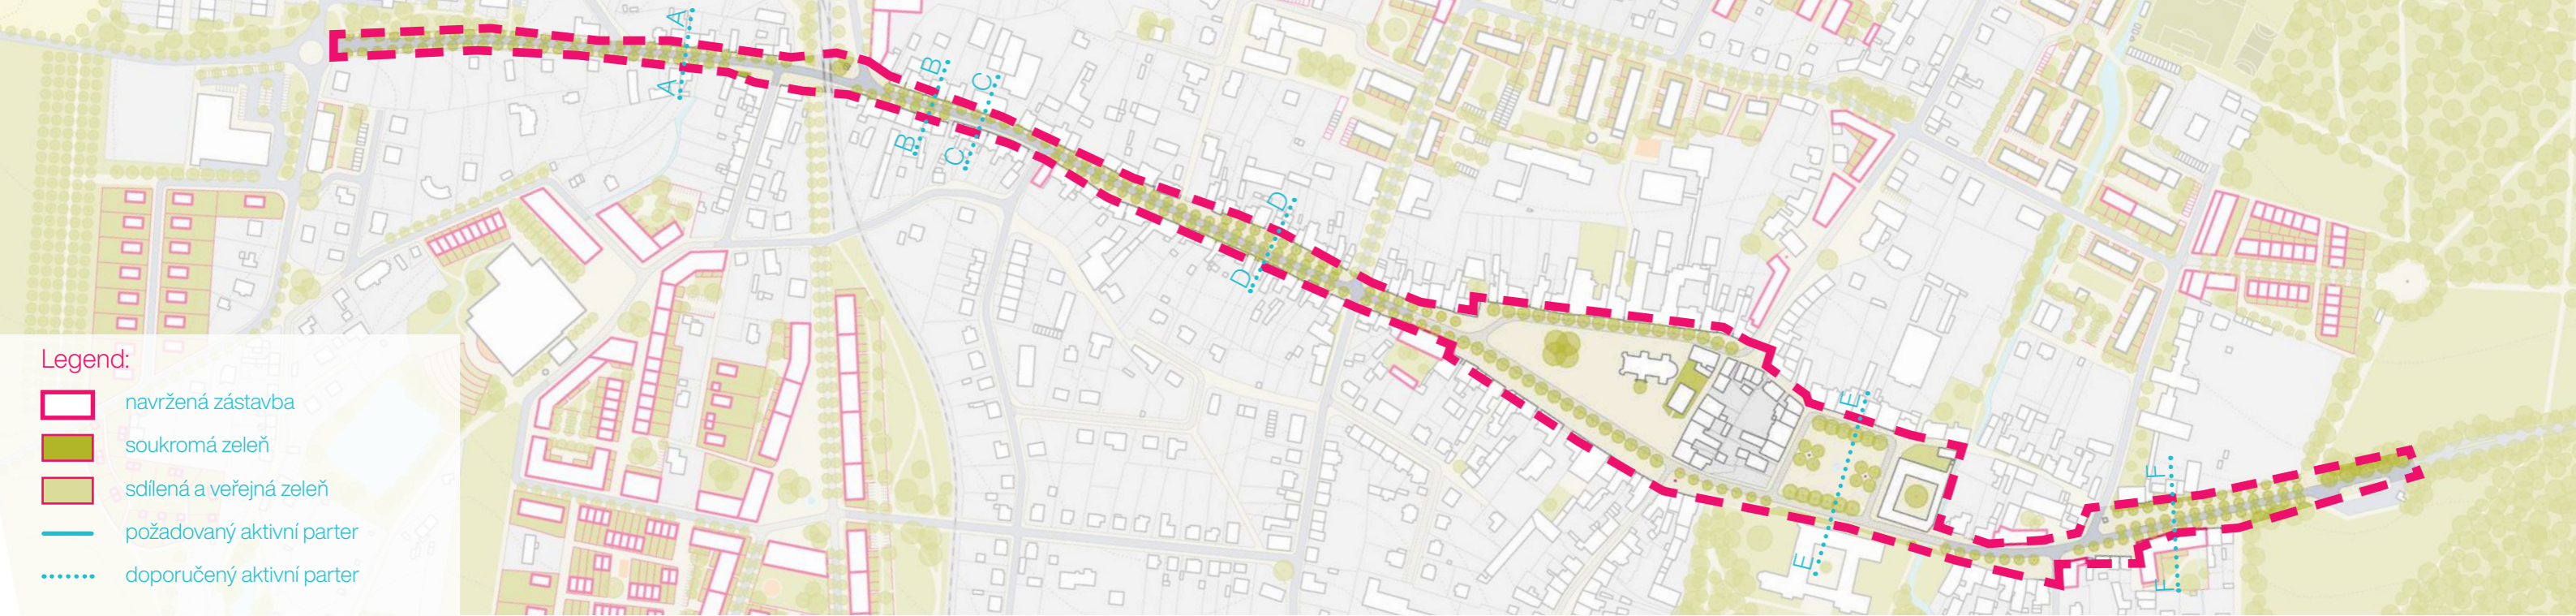 A
A
B
B
C
C
D
D
E
E
F
F
Legend:
navržená zástavba
soukromá zeleň
sdílená a veřejná zeleň
požadovaný aktivní parter
doporučený aktivní parter